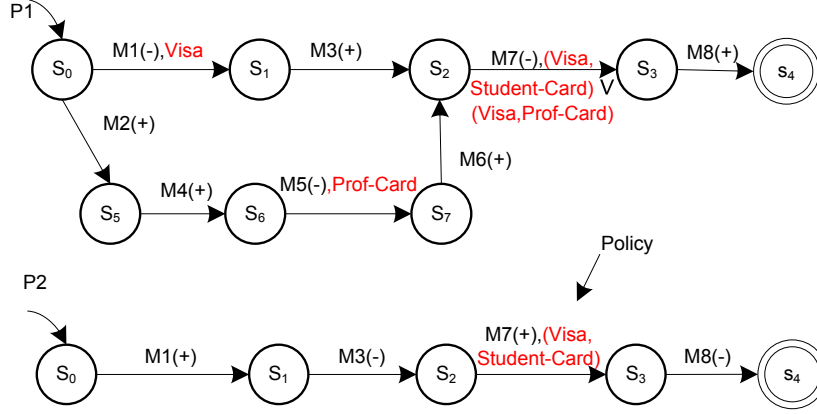 P1
M1(-),Visa
M3(+)
M7(-),(Visa,
Student-Card) V
(Visa,Prof-Card)
M8(+)
S0
S1
S2
S3
s4
M2(+)
M6(+)
M4(+)
M5(-),Prof-Card
S5
S6
S7
Policy
P2
M7(+),(Visa,
Student-Card)
M1(+)
M3(-)
M8(-)
S0
S1
S2
S3
s4